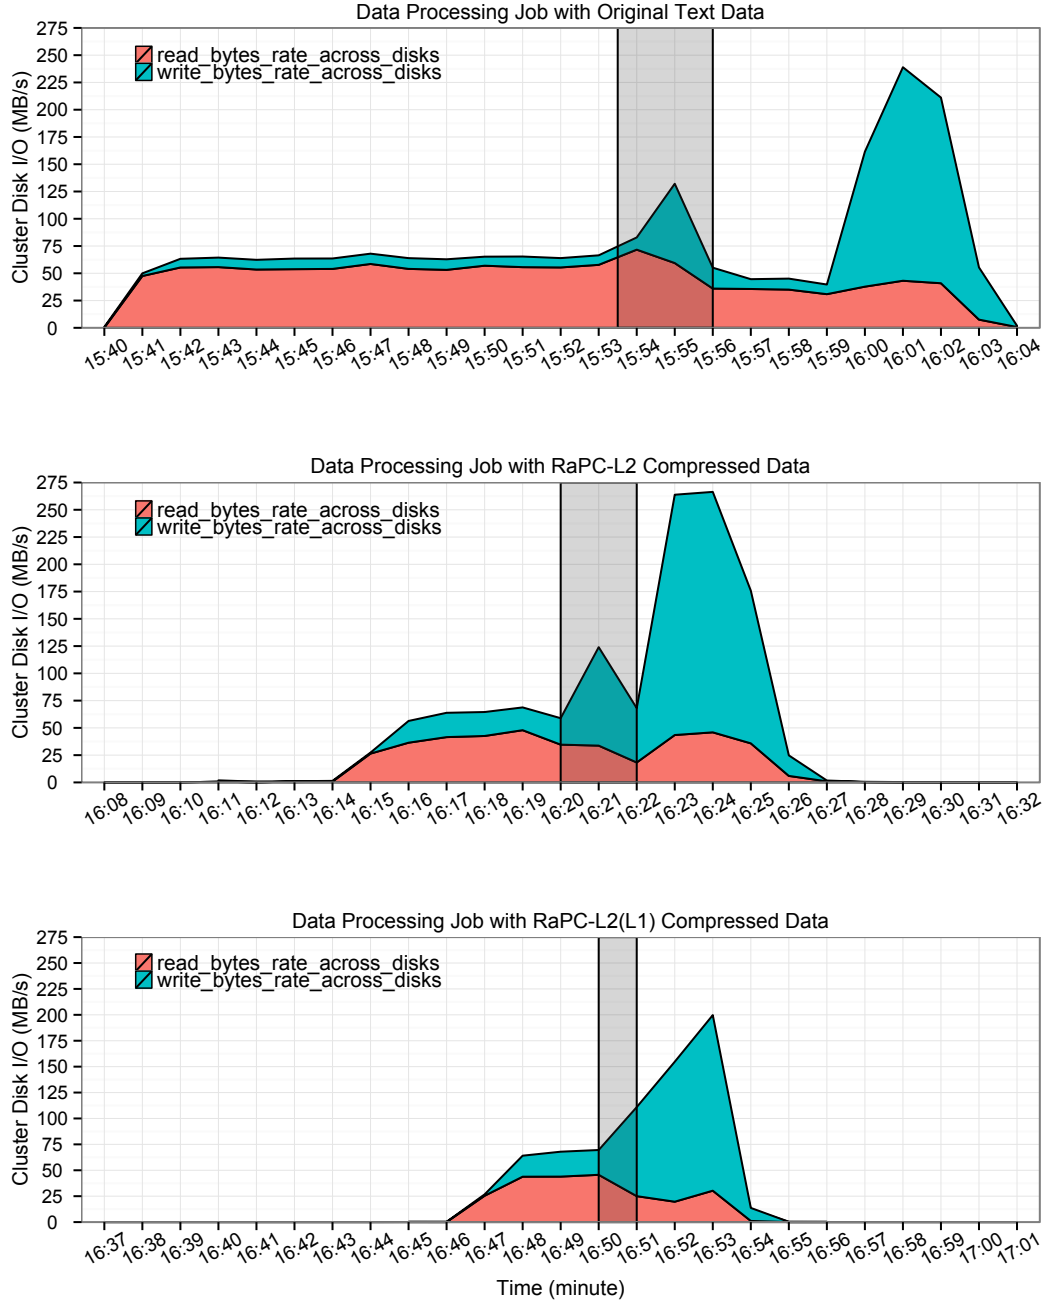 Data Processing Job with Original Text Data
275
250
225
200
175
150
125
100
75
50
25
0
Cluster Disk I/O (MB/s)
read_bytes_rate_across_disks
write_bytes_rate_across_disks
15:40 15:41 15:42 15:43 15:44 15:45 15:46 15:47 15:48 15:49 15:50 15:51 15:52 15:53 15:54 15:55 15:56 15:57 15:58 15:59 16:00 16:01 16:02 16:03 16:04
Data Processing Job with RaPC-L2 Compressed Data
275
250
225
200
175
150
125
100
75
50
25
0
Cluster Disk I/O (MB/s)
read_bytes_rate_across_disks
write_bytes_rate_across_disks
16:08 16:09 16:10 16:11 16:12 16:13 16:14 16:15 16:16 16:17 16:18 16:19 16:20 16:21 16:22 16:23 16:24 16:25 16:26 16:27 16:28 16:29 16:30 16:31 16:32
Data Processing Job with RaPC-L2(L1) Compressed Data
275
250
225
200
175
150
125
100
75
50
25
0
Cluster Disk I/O (MB/s)
read_bytes_rate_across_disks
write_bytes_rate_across_disks
16:37 16:38 16:39 16:40 16:41 16:42 16:43 16:44 16:45 16:46 16:47 16:48 16:49 16:50 16:51 16:52 16:53 16:54 16:55 16:56 16:57 16:58 16:59 17:00 17:01
Time (minute)